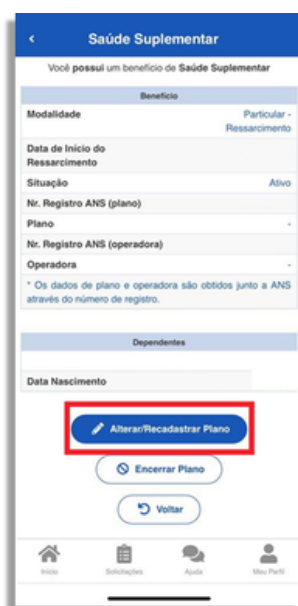 Saúde Suplementar
Você possui um benefício de Saúde Suplementar
Benefício
Modalidade Particular -
Ressarcimento
Data de Início do
Ressarcimento
Situação Ativo
Nr. Registro ANS (plano)
Plano -
Nr. Registro ANS (operadora)
Operadora -
* Os dados de plano e operadora são obtidos junto a ANS
através do número de registro.
Dependentes
Data Nascimento
Alterar/Recadastrar Plano
Encerrar Plano
Voltar
Início Solicitações Ajuda Meu Perfil